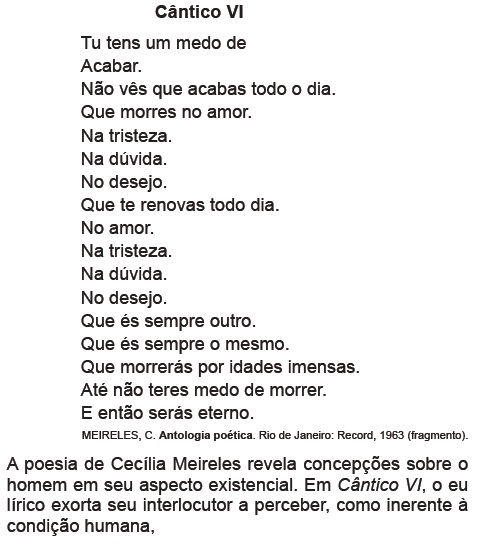 Cântico VI
Tu tens um medo de
Acabar.
Não vês que acabas todo o dia.
Que morres no amor.
Na tristeza.
Na dúvida.
No desejo.
Que te renovas todo dia.
No amor.
Na tristeza.
Na dúvida.
No desejo.
Que és sempre outro.
Que és sempre o mesmo.
Que morrerás por idades imensas.
Até não teres medo de morrer.
E então serás eterno.
MEIRELES, C. Antologia poética. Rio de Janeiro: Record, 1963 (fragmento).
A poesia de Cecília Meireles revela concepções sobre o
homem em seu aspecto existencial. Em Cântico VI, o eu
lírico exorta seu interlocutor a perceber, como inerente à
condição humana,